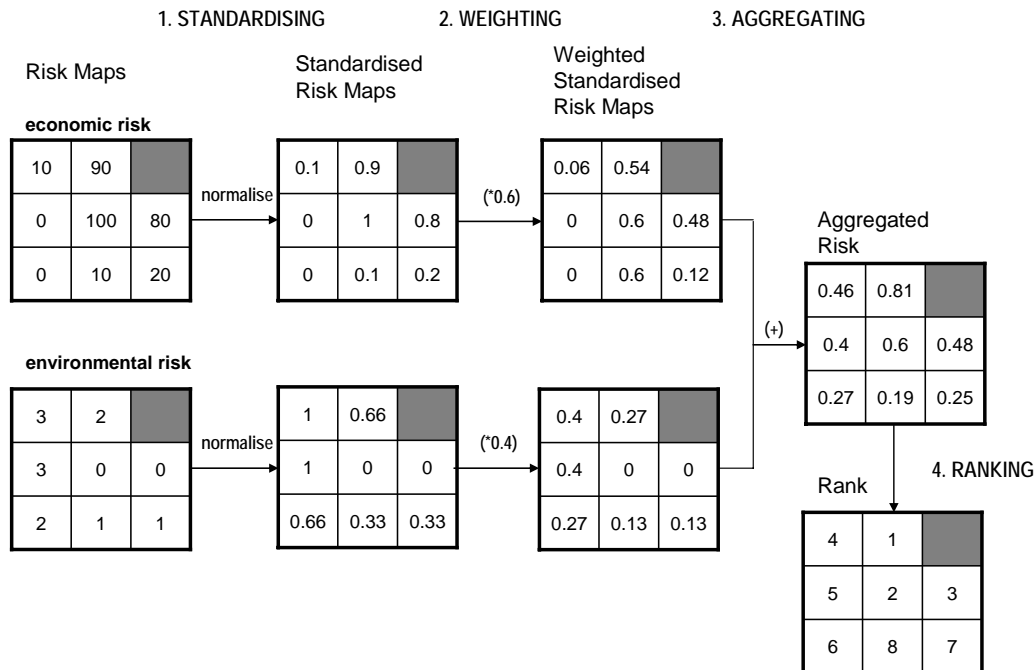 1. STANDARDISING 2. WEIGHTING 3. AGGREGATING
Risk Maps
Standardised
Risk Maps
Weighted
Standardised
Risk Maps
economic risk
10 90
0 100 80
0 10 20
normalise
0.1 0.9
0 1 0.8
0 0.1 0.2
(*0.6)
0.06 0.54
0 0.6 0.48
0 0.6 0.12
environmental risk
3 2
3 0 0
2 1 1
normalise
1 0.66
1 0 0
0.66 0.33 0.33
(*0.4)
0.4 0.27
0.4 0 0
0.27 0.13 0.13
(+)
Aggregated
Risk
0.46 0.81
0.4 0.6 0.48
0.27 0.19 0.25
4. RANKING
Rank
4 1
5 2 3
6 8 7